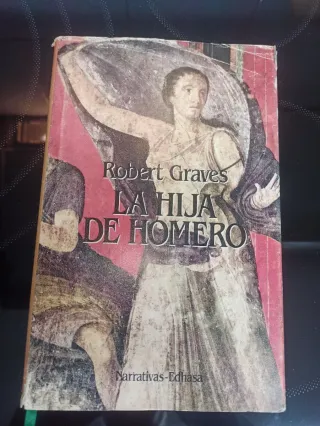 Robert Graves
LA HIJA
DE HOMERO
Narrativas-Edhasa